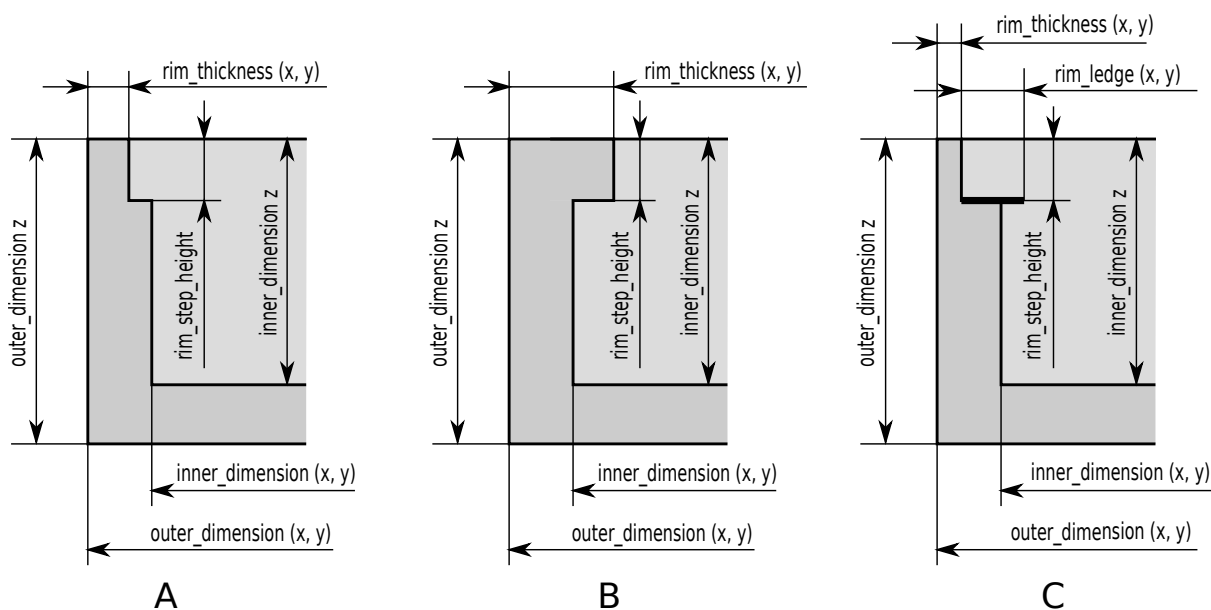 rim_thickness (x, y)
outer_dimension z
rim_step_height
inner_dimension z
inner_dimension (x, y)
outer_dimension (x, y)
A
rim_thickness (x, y)
outer_dimension z
rim_step_height
inner_dimension z
inner_dimension (x, y)
outer_dimension (x, y)
B
rim_thickness (x, y)
rim_ledge (x, y)
outer_dimension z
rim_step_height
inner_dimension z
inner_dimension (x, y)
outer_dimension (x, y)
C